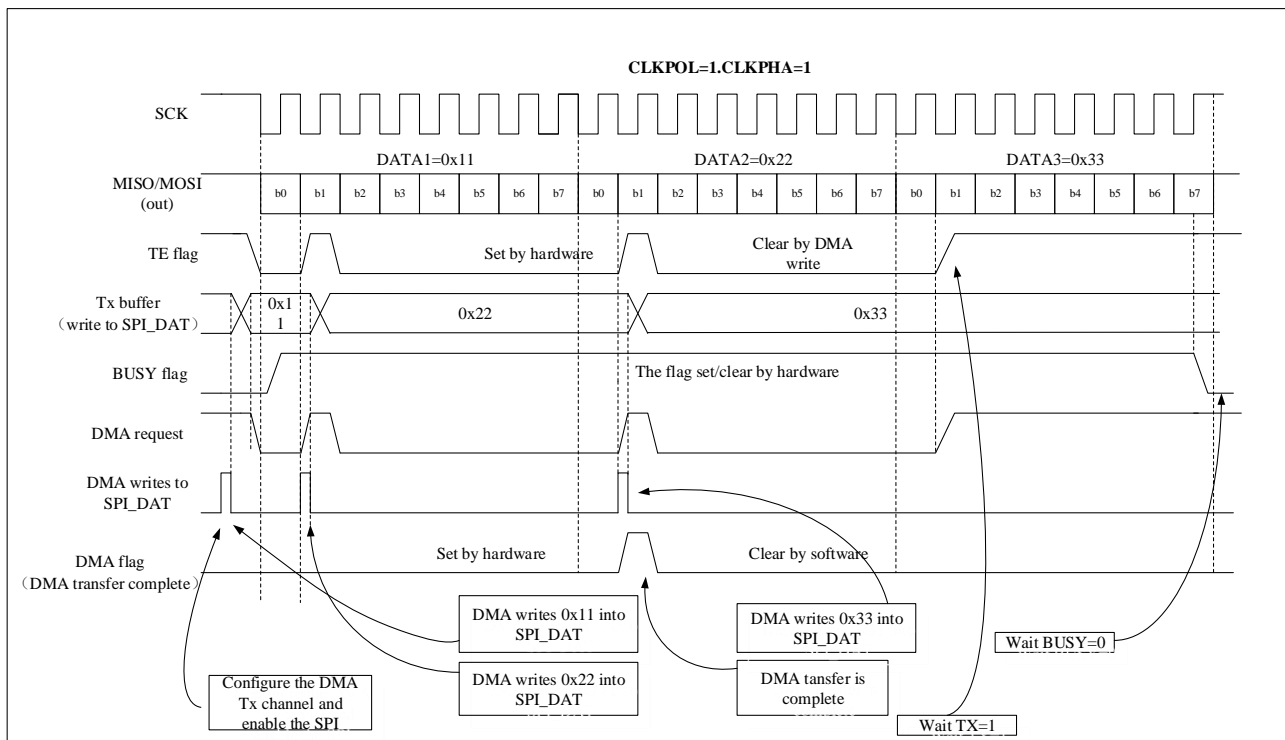 CLKPOL=1.CLKPHA=1
SCK
DATA1=0x11
DATA2=0x22
DATA3=0x33
MISO/MOSI
(out)
b0 b1 b2 b3 b4 b5 b6 b7 b0 b1 b2 b3 b4 b5 b6 b7 b0 b1 b2 b3 b4 b5 b6 b7
TE flag
Set by hardware
Clear by DMA
write
Tx buffer
（write to SPI_DAT）
0x1
1
0x22
0x33
BUSY flag
The flag set/clear by hardware
DMA request
DMA writes to
SPI_DAT
DMA flag
（DMA transfer complete）
Set by hardware
Clear by software
DMA writes 0x11 into
SPI_DAT
DMA writes 0x33 into
SPI_DAT
Wait BUSY=0
Configure the DMA
Tx channel and
enable the SPI
DMA writes 0x22 into
SPI_DAT
DMA tansfer is
complete
Wait TX=1